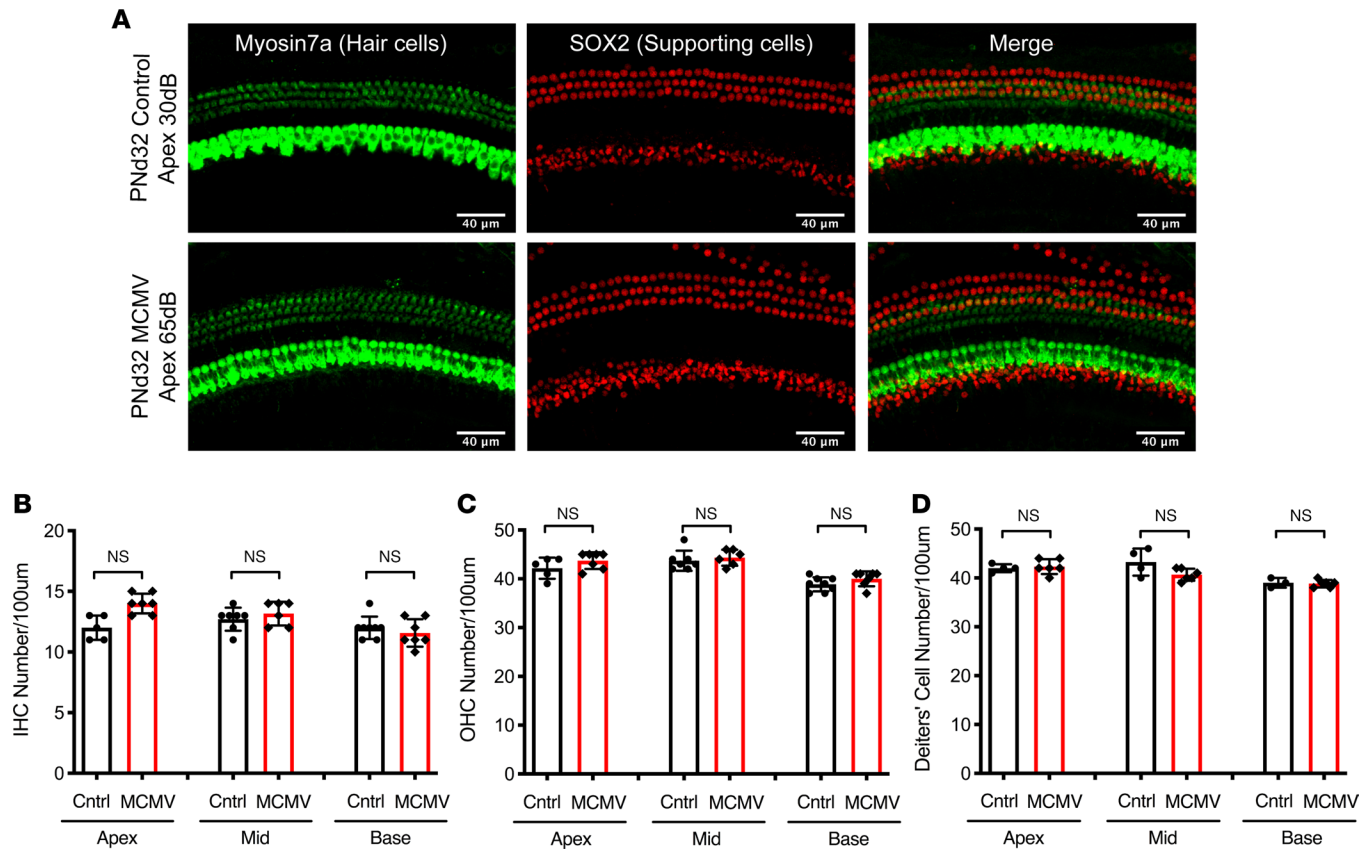 A
Myosin7a (Hair cells)
SOX2 (Supporting cells)
Merge
PNd32 Control
Apex 30dB
40 µm
40 µm
40 µm
PNd32 MCMV
Apex 65dB
40 µm
40 µm
40 µm
B
IHC Number/100um
20
15
10
5
0
NS
NS
NS
Cntrl MCMV
Cntrl MCMV
Cntrl MCMV
Apex
Mid
Base
C
OHC Number/100um
50
40
30
20
10
0
NS
NS
NS
Cntrl MCMV
Cntrl MCMV
Cntrl MCMV
Apex
Mid
Base
D
Deiters' Cell Number/100um
50
40
30
20
10
0
NS
NS
NS
Cntrl MCMV
Cntrl MCMV
Cntrl MCMV
Apex
Mid
Base